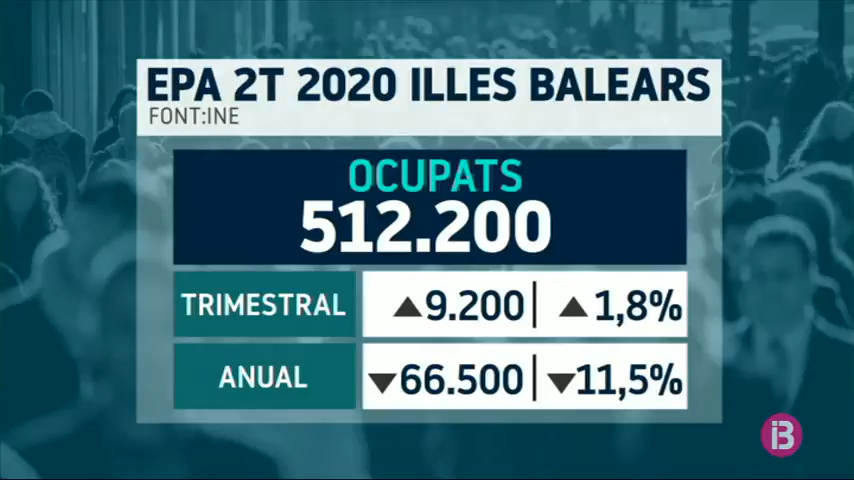 EPA 2T 2020 ILLES BALEARS
FONT:INE
OCUPATS
512.200
TRIMESTRAL ▲9.200 ▲1,8%
ANUAL ▼66.500 ▼11,5%
iB